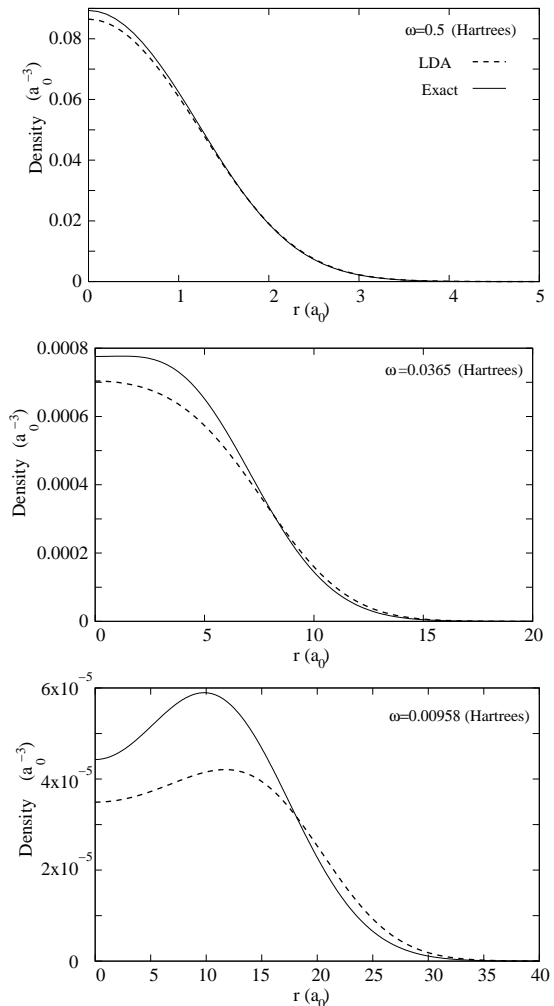 ω=0.5 (Hartrees)
LDA
Exact
Density (a₀⁻³)
0.08
0.06
0.04
0.02
0
0 1 2 3 4 5
r (a₀)
ω=0.0365 (Hartrees)
Density (a₀⁻³)
0.0008
0.0006
0.0004
0.0002
0
0 5 10 15 20
r (a₀)
ω=0.00958 (Hartrees)
Density (a₀⁻³)
6x10⁻⁵
4x10⁻⁵
2x10⁻⁵
0
0 5 10 15 20 25 30 35 40
r (a₀)